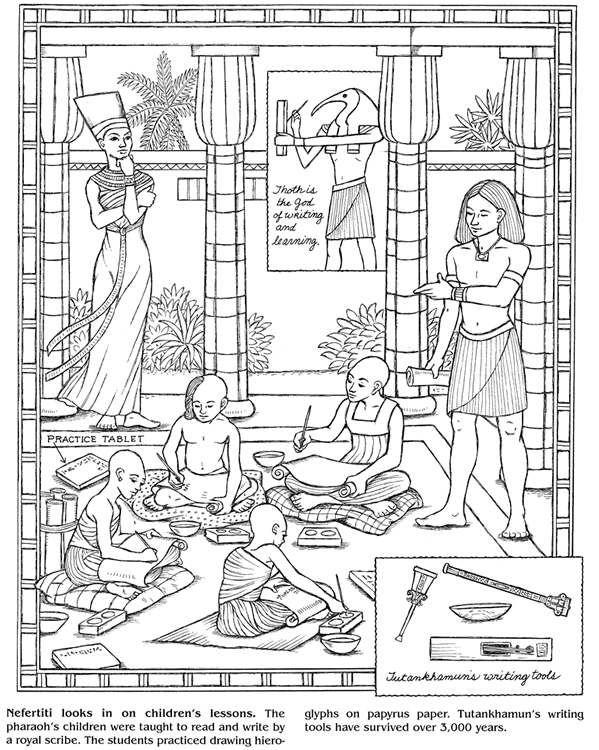 Thoth is
the God
of writing
and
learning.
PRACTICE TABLET
Tutankhamun's writing tools
Nefertiti looks in on children's lessons. The
pharaoh's children were taught to read and write by
a royal scribe. The students practiced drawing hiero-
glyphs on papyrus paper. Tutankhamun's writing
tools have survived over 3,000 years.